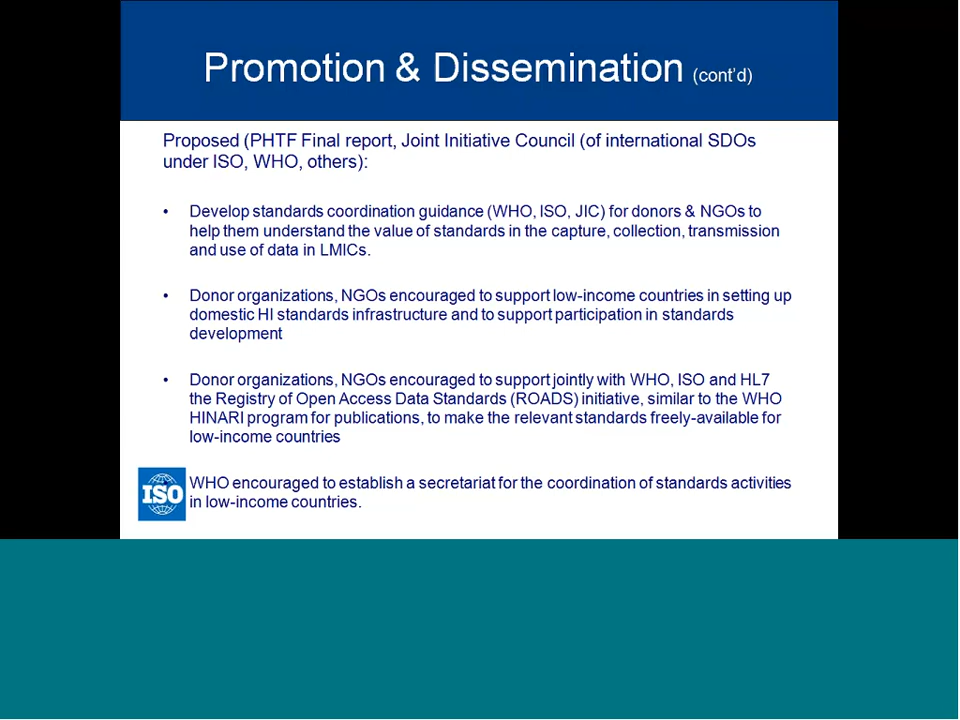 Promotion & Dissemination (cont'd)
Proposed (PHTF Final report, Joint Initiative Council (of international SDOs
under ISO, WHO, others):
• Develop standards coordination guidance (WHO, ISO, JIC) for donors & NGOs to
help them understand the value of standards in the capture, collection, transmission
and use of data in LMICs.
• Donor organizations, NGOs encouraged to support low-income countries in setting up
domestic HI standards infrastructure and to support participation in standards
development
• Donor organizations, NGOs encouraged to support jointly with WHO, ISO and HL7
the Registry of Open Access Data Standards (ROADS) initiative, similar to the WHO
HINARI program for publications, to make the relevant standards freely-available for
low-income countries
ISO
WHO encouraged to establish a secretariat for the coordination of standards activities
in low-income countries.